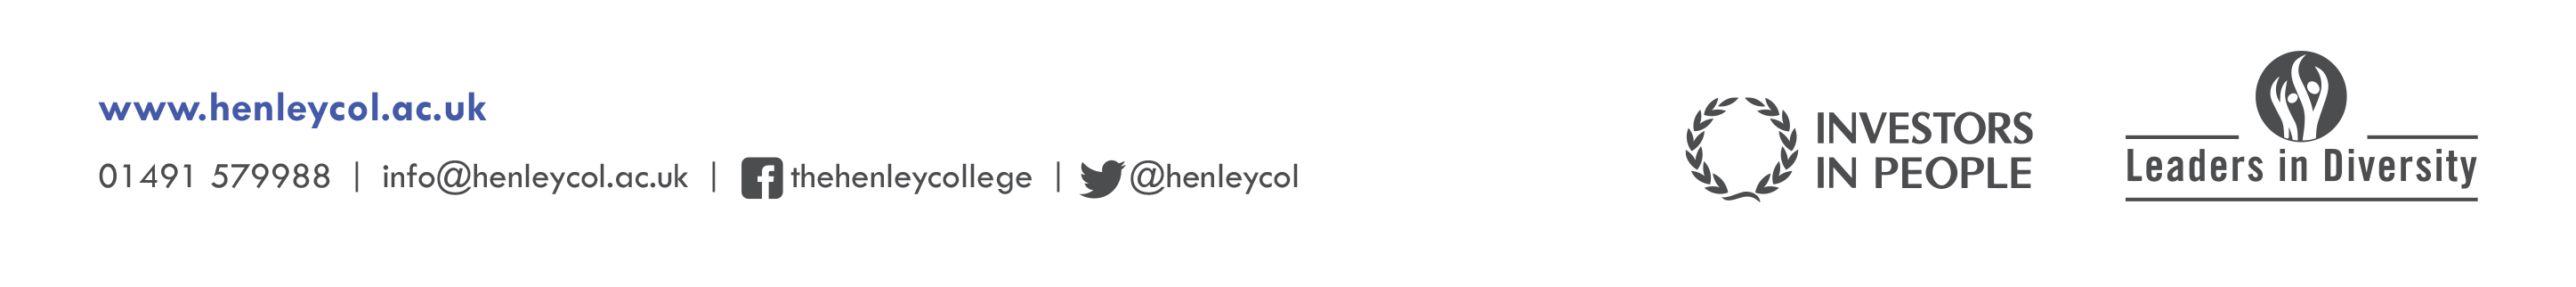 www.henleycol.ac.uk
01491 579988 | info@henleycol.ac.uk | thehenleycollege | @henleycol
INVESTORS
IN PEOPLE
Leaders in Diversity